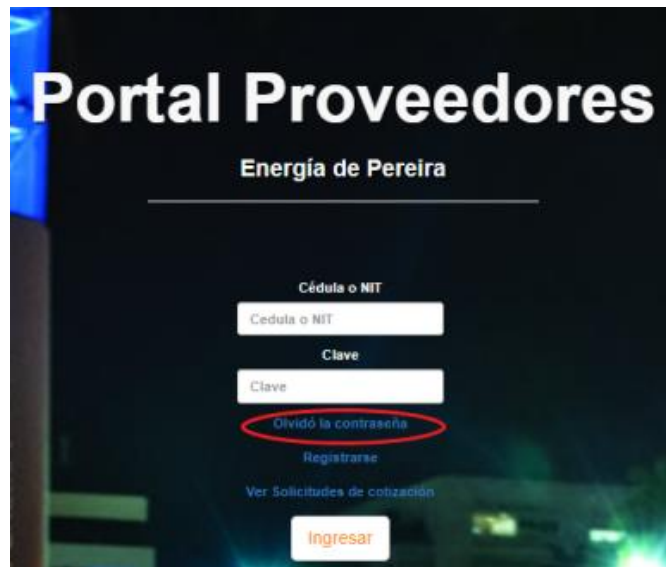 Portal Proveedores
Energía de Pereira
Cédula o NIT
Cedula o NIT
Clave
Clave
Olvidó la contraseña
Registrarse
Ver Solicitudes de cotización
Ingresar